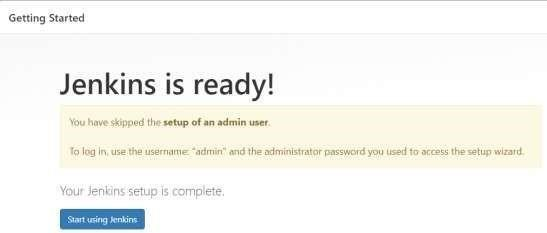 Getting Started
Jenkins is ready!
You have skipped the setup of an admin user.
To log in, use the username: "admin" and the administrator password you used to access the setup wizard.
Your Jenkins setup is complete.
Start using Jenkins